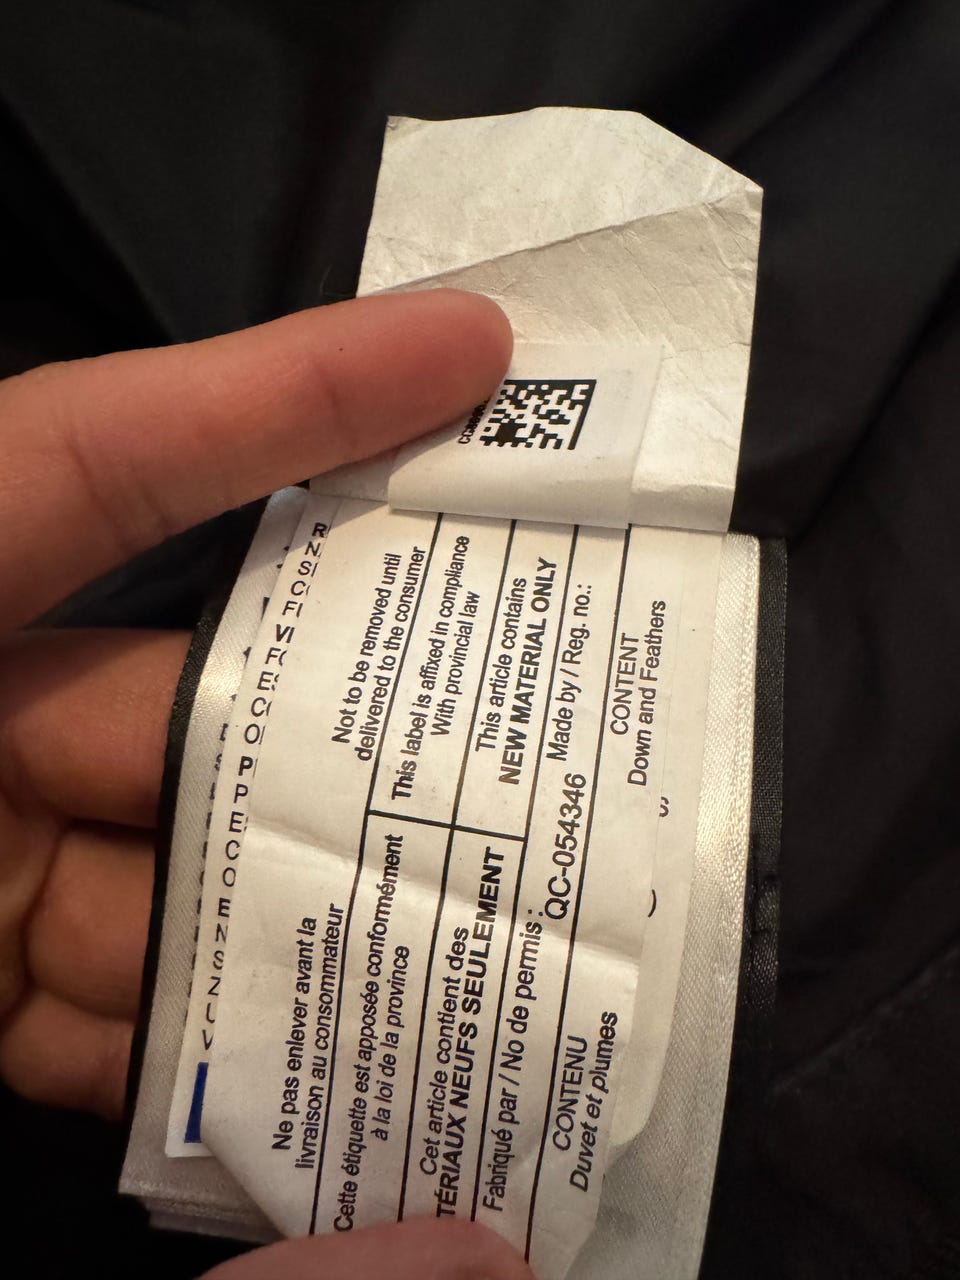 Not to be removed until
delivered to the consumer
This label is affixed in compliance
With provincial law
This article contains
NEW MATERIAL ONLY
Made by / Reg. no.:
CONTENT
Down and Feathers
Ne pas enlever avant la
livraison au consommateur
Cette étiquette est apposée conformément
à la loi de la province
Cet article contient des
TÉRIAUX NEUFS SEULEMENT
Fabriqué par / No de permis :
QC-054346
CONTENU
Duvet et plumes